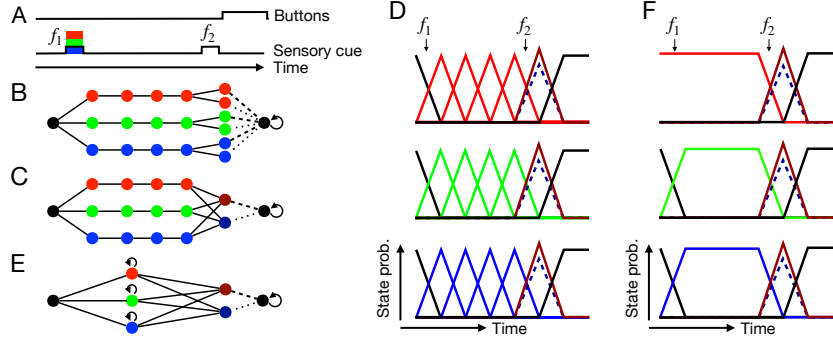 A
Buttons
f1
f2
Sensory cue
Time
B
C
E
D
f1
f2
State prob.
Time
F
f1
f2
State prob.
Time